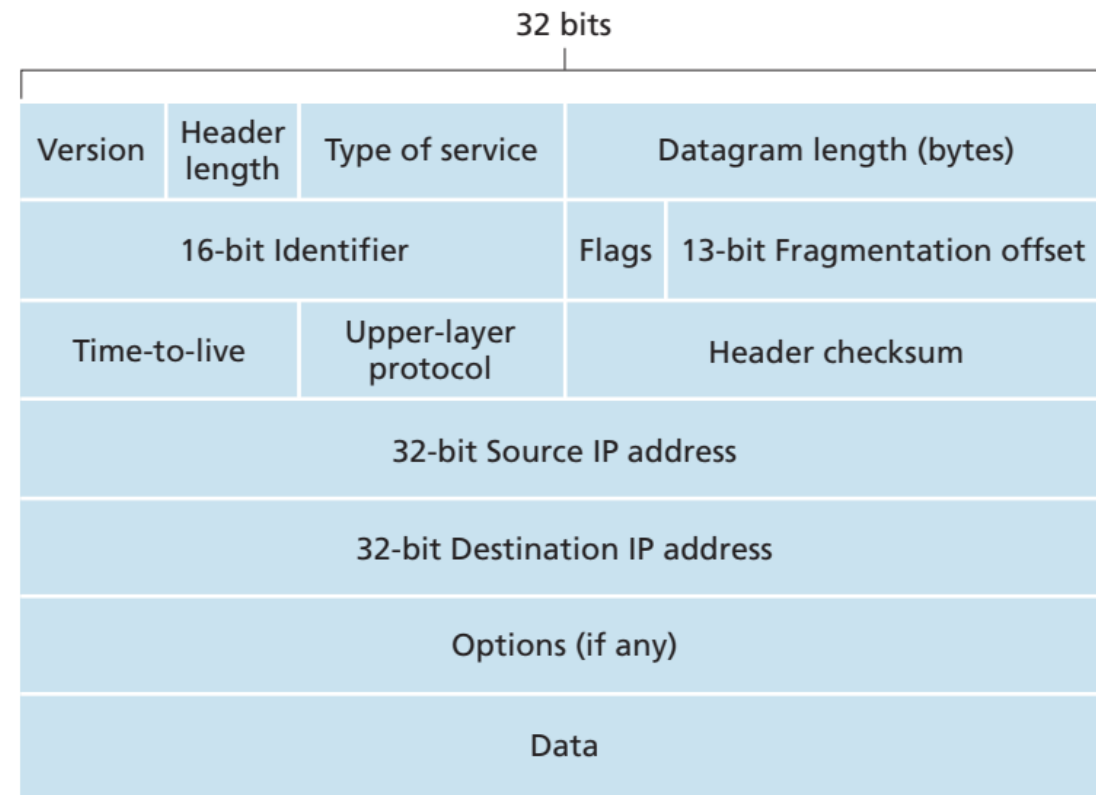 32 bits
Version
Header
length
Type of service
Datagram length (bytes)
16-bit Identifier
Flags
13-bit Fragmentation offset
Time-to-live
Upper-layer
protocol
Header checksum
32-bit Source IP address
32-bit Destination IP address
Options (if any)
Data